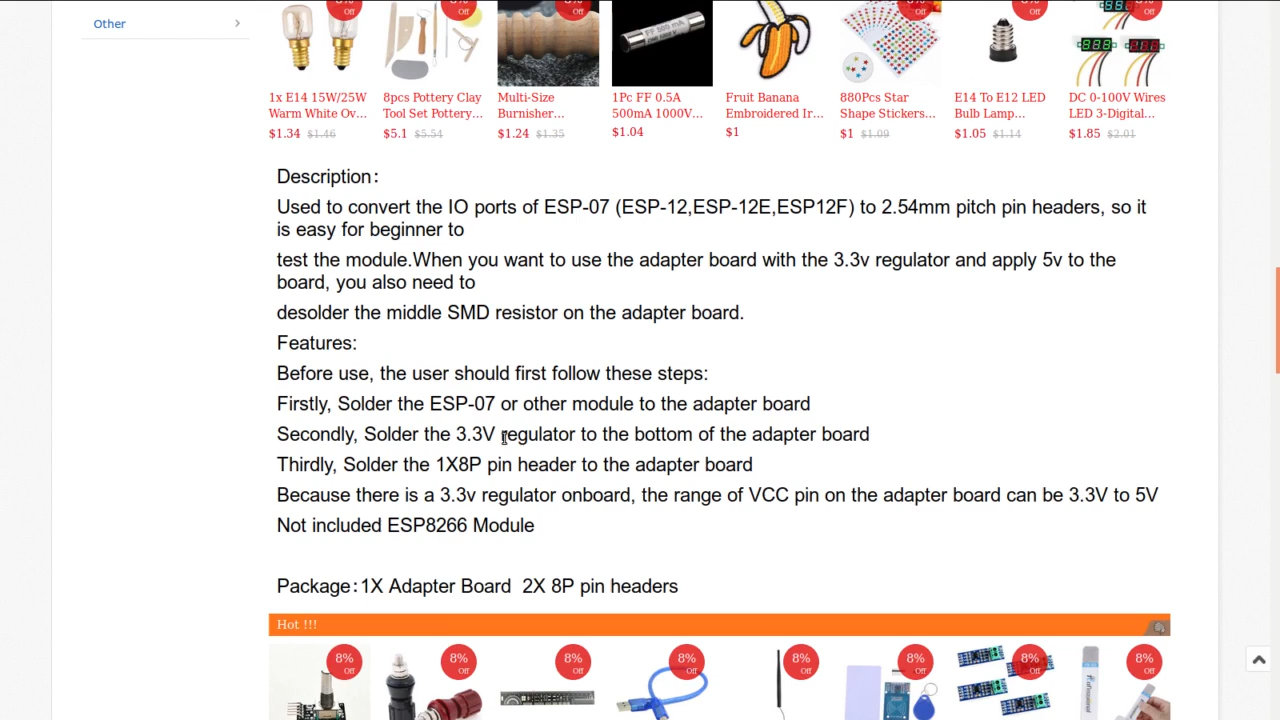 Other
8%
Off
Off
Off
Off
Off
Off
Off
Off
FF 500 mA
1x E14 15W/25W
Warm White Ov…
$1.34 $1.46
8pcs Pottery Clay
Tool Set Pottery…
$5.1 $5.54
Multi-Size
Burnisher…
$1.24 $1.35
1Pc FF 0.5A
500mA 1000V…
$1.04
Fruit Banana
Embroidered Ir…
$1
880Pcs Star
Shape Stickers…
$1 $1.09
E14 To E12 LED
Bulb Lamp…
$1.05 $1.14
DC 0-100V Wires
LED 3-Digital…
$1.85 $2.01
Description:
Used to convert the IO ports of ESP-07 (ESP-12,ESP-12E,ESP12F) to 2.54mm pitch pin headers, so it
is easy for beginner to
test the module.When you want to use the adapter board with the 3.3v regulator and apply 5v to the
board, you also need to
desolder the middle SMD resistor on the adapter board.
Features:
Before use, the user should first follow these steps:
Firstly, Solder the ESP-07 or other module to the adapter board
Secondly, Solder the 3.3V regulator to the bottom of the adapter board
Thirdly, Solder the 1X8P pin header to the adapter board
Because there is a 3.3v regulator onboard, the range of VCC pin on the adapter board can be 3.3V to 5V
Not included ESP8266 Module
Package:1X Adapter Board 2X 8P pin headers
Hot !!!
8%
Off
8%
Off
8%
Off
8%
Off
8%
Off
8%
Off
8%
Off
8%
Off